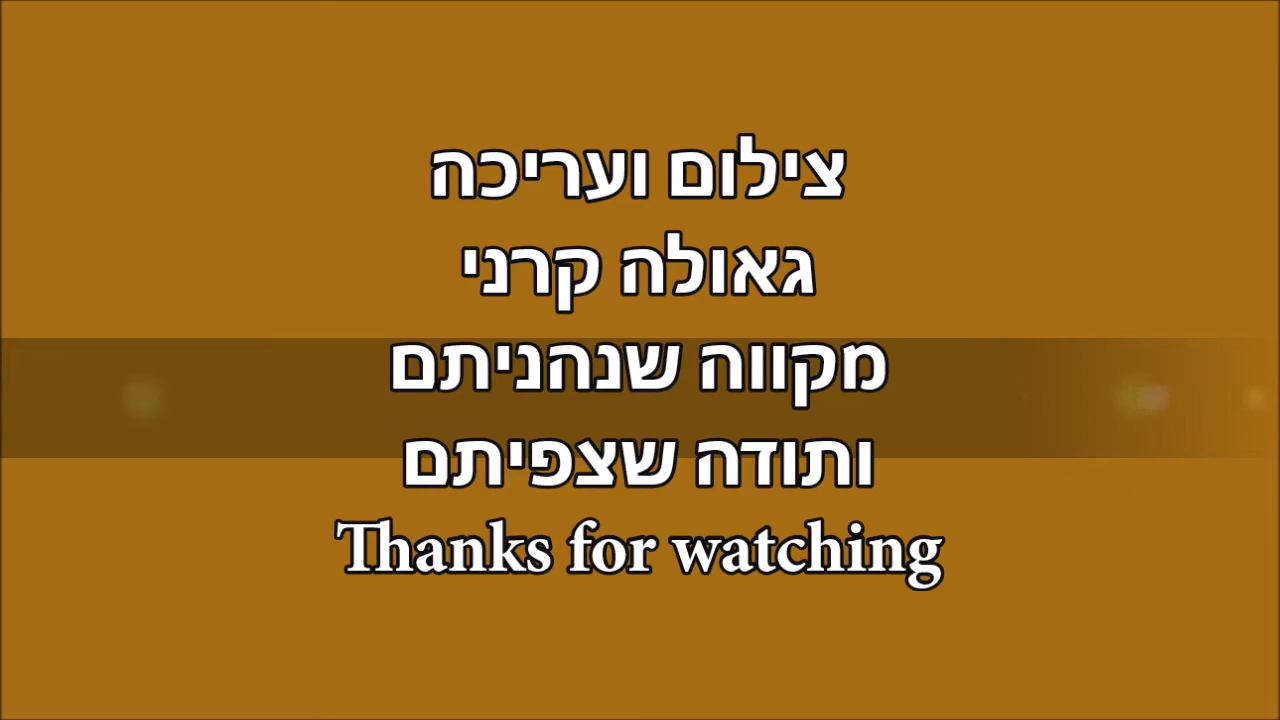 צילום ועריכה
גאולה קרני
מקווה שנהניתם
ותודה שצפיתם
Thanks for watching